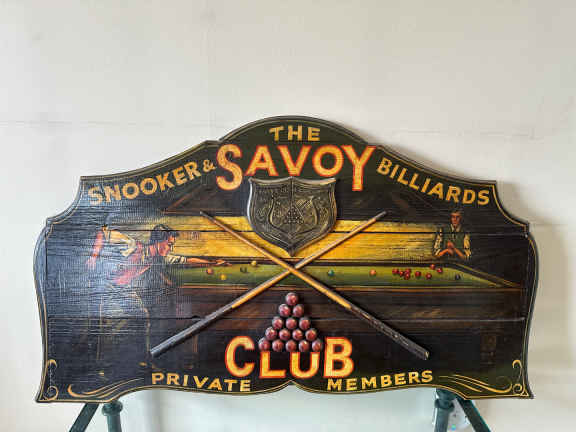 THE
SNOOKER & SAVOY BILLIARDS
CLUB
PRIVATE MEMBERS